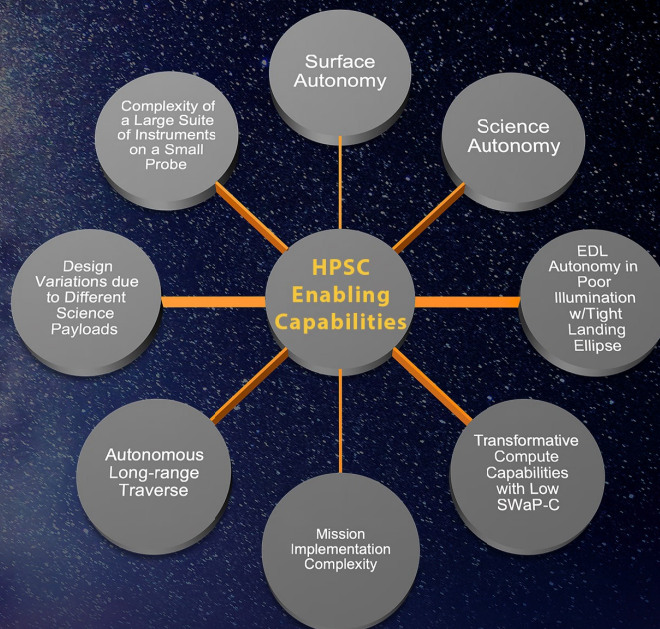 Surface
Autonomy
Complexity of
a Large Suite
of Instruments
on a Small
Probe
Science
Autonomy
HPSC
Enabling
Capabilities
Design
Variations due
to Different
Science
Payloads
EDL
Autonomy in
Poor
Illumination
w/Tight
Landing
Ellipse
Autonomous
Long-range
Traverse
Transformative
Compute
Capabilities
with Low
SWaP-C
Mission
Implementation
Complexity